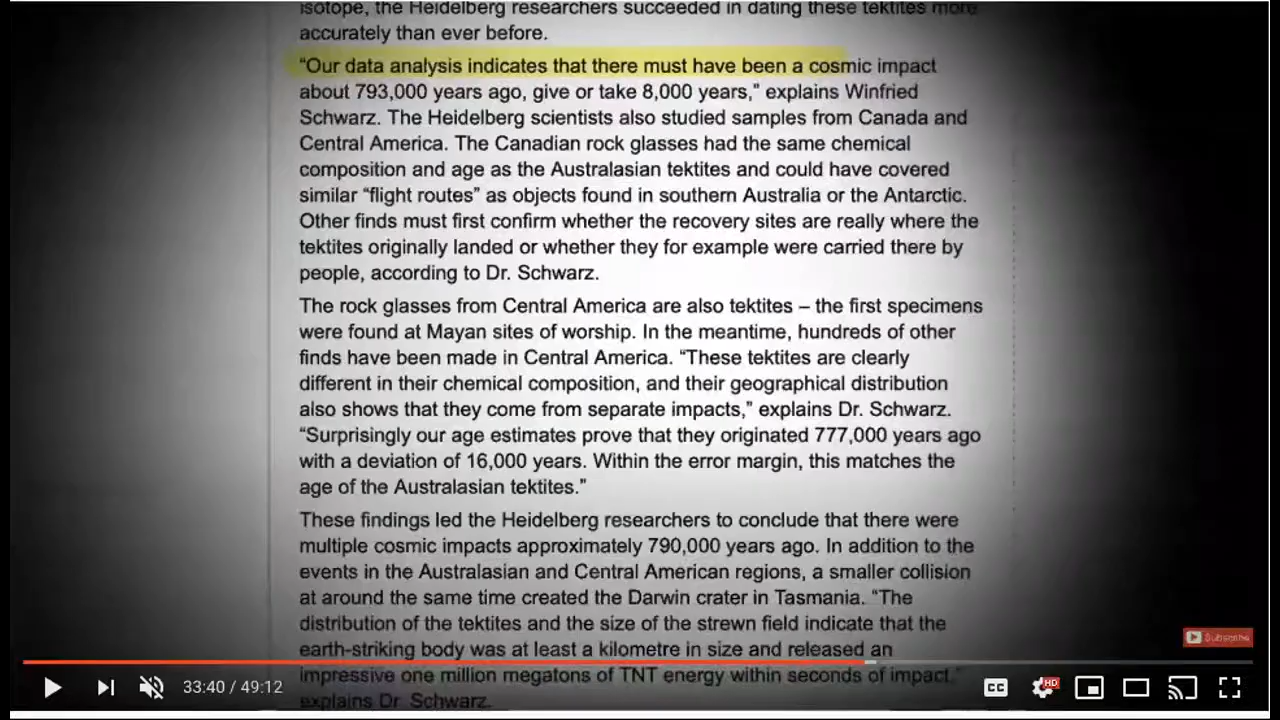 isotope, the Heidelberg researchers succeeded in dating these tektites more
accurately than ever before.
“Our data analysis indicates that there must have been a cosmic impact
about 793,000 years ago, give or take 8,000 years,” explains Winfried
Schwarz. The Heidelberg scientists also studied samples from Canada and
Central America. The Canadian rock glasses had the same chemical
composition and age as the Australasian tektites and could have covered
similar “flight routes” as objects found in southern Australia or the Antarctic.
Other finds must first confirm whether the recovery sites are really where the
tektites originally landed or whether they for example were carried there by
people, according to Dr. Schwarz.
The rock glasses from Central America are also tektites – the first specimens
were found at Mayan sites of worship. In the meantime, hundreds of other
finds have been made in Central America. “These tektites are clearly
different in their chemical composition, and their geographical distribution
also shows that they come from separate impacts,” explains Dr. Schwarz.
“Surprisingly our age estimates prove that they originated 777,000 years ago
with a deviation of 16,000 years. Within the error margin, this matches the
age of the Australasian tektites.”
These findings led the Heidelberg researchers to conclude that there were
multiple cosmic impacts approximately 790,000 years ago. In addition to the
events in the Australasian and Central American regions, a smaller collision
at around the same time created the Darwin crater in Tasmania. “The
distribution of the tektites and the size of the strewn field indicate that the
earth-striking body was at least a kilometre in size and released an
impressive one million megatons of TNT energy within seconds of impact,”
explains Dr. Schwarz.
Subscribe
33:40 / 49:12
CC
HD